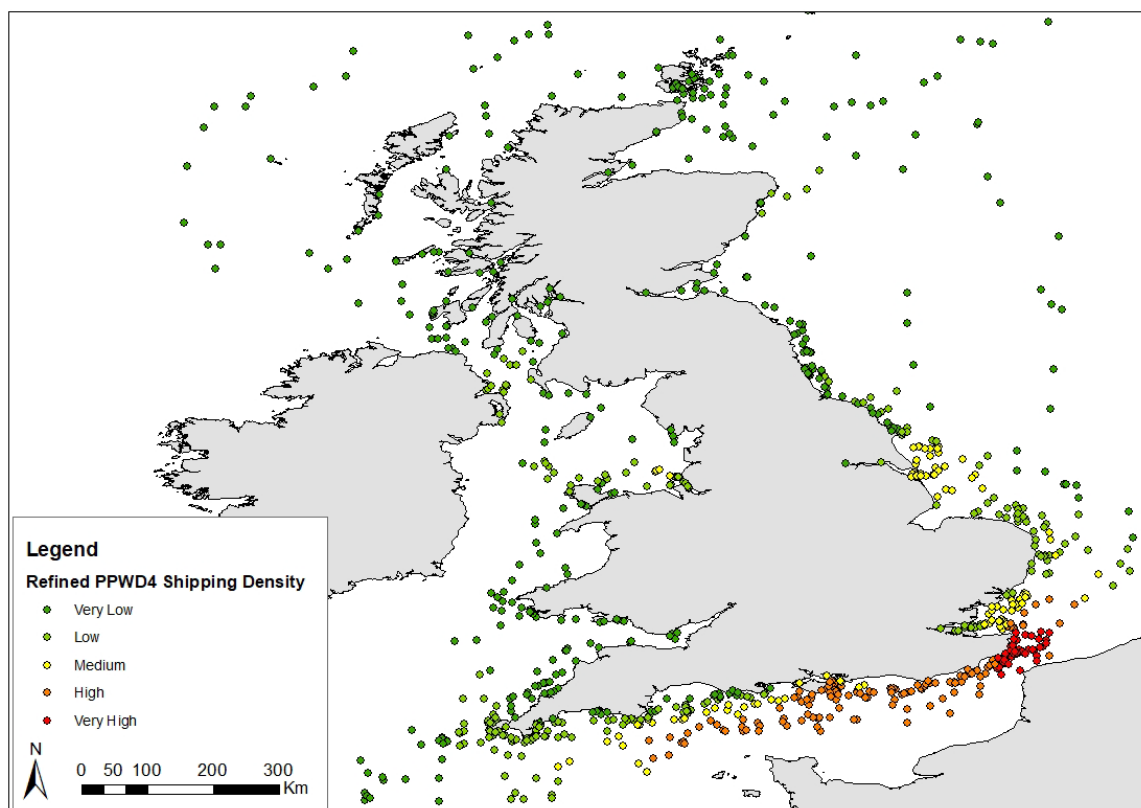 Legend
Refined PPWD4 Shipping Density
Very Low
Low
Medium
High
Very High
N
0 50 100 200 300
Km